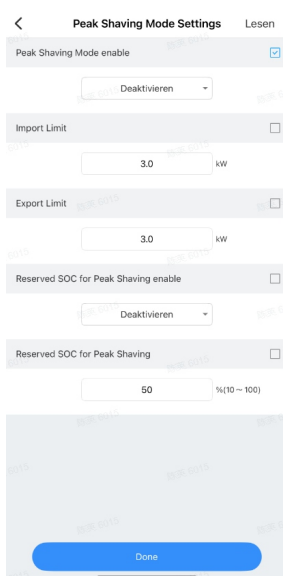 Peak Shaving Mode Settings Lesen
Peak Shaving Mode enable
Deaktivieren
Import Limit
3.0 kW
Export Limit
3.0 kW
Reserved SOC for Peak Shaving enable
Deaktivieren
Reserved SOC for Peak Shaving
50 %(10～100)
Done